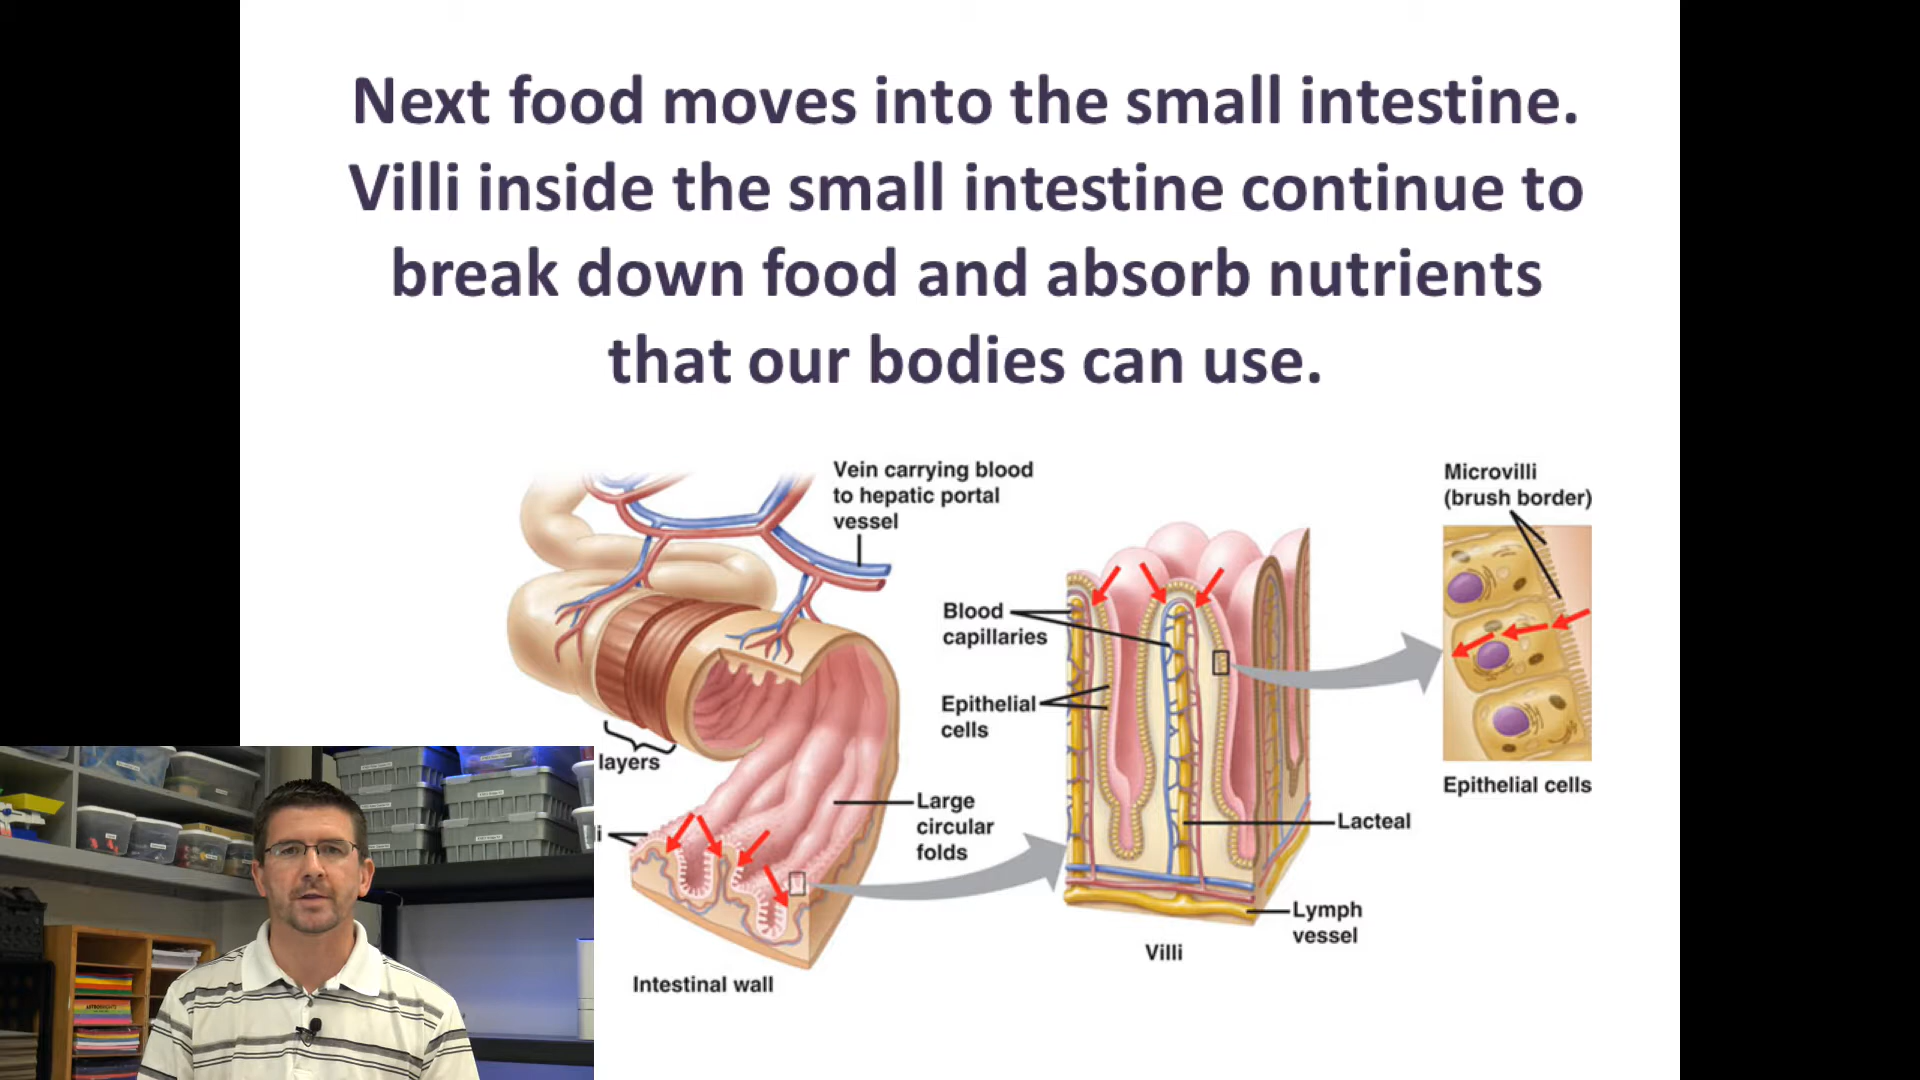 Next food moves into the small intestine.
Villi inside the small intestine continue to
break down food and absorb nutrients
that our bodies can use.
Vein carrying blood
to hepatic portal
vessel
Microvilli
(brush border)
Blood
capillaries
Epithelial
cells
layers
Large
circular
folds
i
Epithelial cells
Lacteal
Lymph
vessel
Villi
Intestinal wall